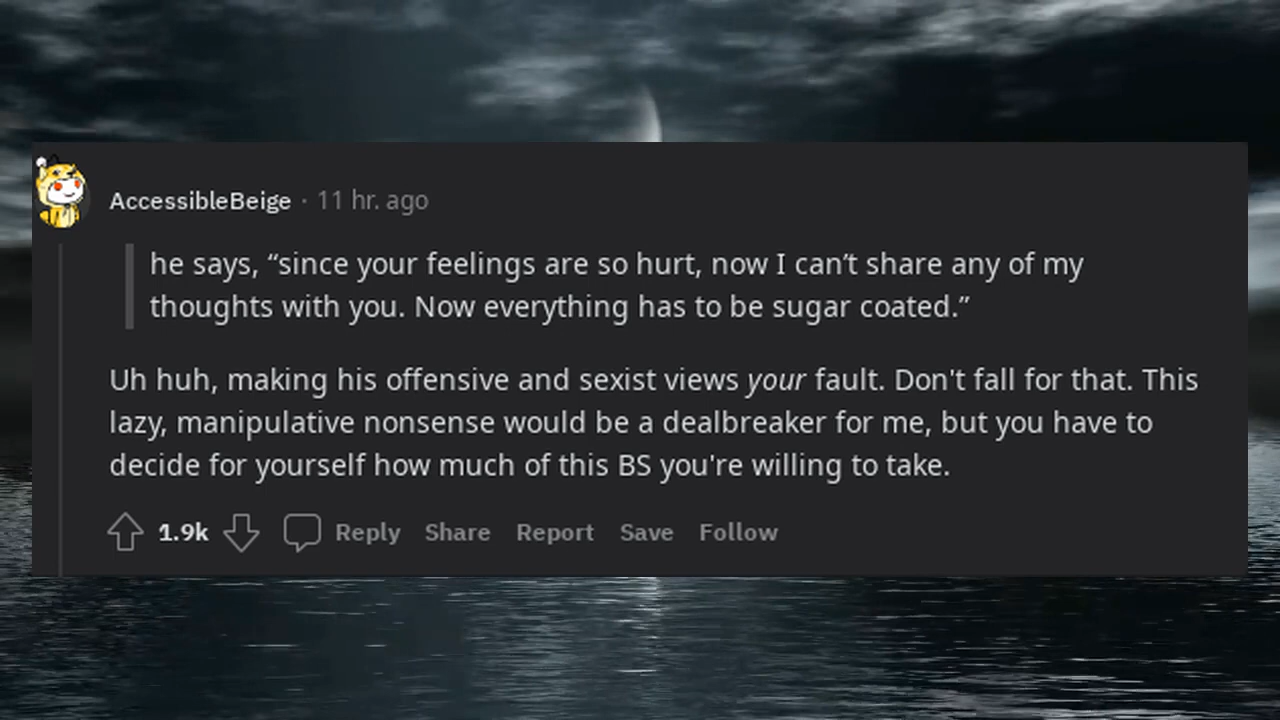 AccessibleBeige · 11 hr. ago
he says, “since your feelings are so hurt, now I can’t share any of my
thoughts with you. Now everything has to be sugar coated.”
Uh huh, making his offensive and sexist views your fault. Don't fall for that. This
lazy, manipulative nonsense would be a dealbreaker for me, but you have to
decide for yourself how much of this BS you're willing to take.
1.9k Reply Share Report Save Follow